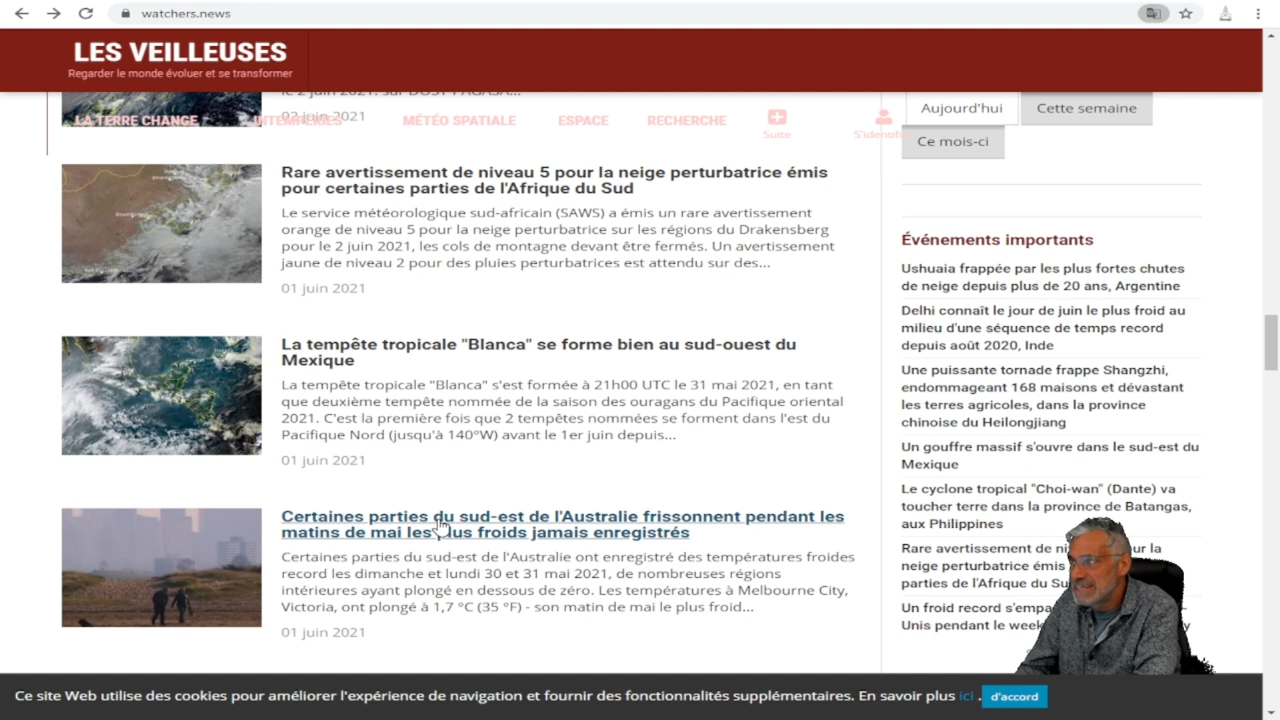 watchers.news
LES VEILLEUSES
Regarder le monde évoluer et se transformer
02 juin 2021
LA TERRE CHANGE
INTEMPÉRIES
MÉTÉO SPATIALE
ESPACE
RECHERCHE
Suite
S'identifier
Aujourd'hui
Cette semaine
Ce mois-ci
Rare avertissement de niveau 5 pour la neige perturbatrice émis
pour certaines parties de l'Afrique du Sud
Le service météorologique sud-africain (SAWS) a émis un rare avertissement
orange de niveau 5 pour la neige perturbatrice sur les régions du Drakensberg
pour le 2 juin 2021, les cols de montagne devant être fermés. Un avertissement
jaune de niveau 2 pour des pluies perturbatrices est attendu sur des...
01 juin 2021
La tempête tropicale "Blanca" se forme bien au sud-ouest du
Mexique
La tempête tropicale "Blanca" s'est formée à 21h00 UTC le 31 mai 2021, en tant
que deuxième tempête nommée de la saison des ouragans du Pacifique oriental
2021. C'est la première fois que 2 tempêtes nommées se forment dans l'est du
Pacifique Nord (jusqu'à 140°W) avant le 1er juin depuis...
01 juin 2021
Certaines parties du sud-est de l'Australie frissonnent pendant les
matins de mai les plus froids jamais enregistrés
Certaines parties du sud-est de l'Australie ont enregistré des températures froides
record les dimanche et lundi 30 et 31 mai 2021, de nombreuses régions
intérieures ayant plongé en dessous de zéro. Les températures à Melbourne City,
Victoria, ont plongé à 1,7 °C (35 °F) - son matin de mai le plus froid...
01 juin 2021
Événements importants
Ushuaia frappée par les plus fortes chutes
de neige depuis plus de 20 ans, Argentine
Delhi connaît le jour de juin le plus froid au
milieu d'une séquence de temps record
depuis août 2020, Inde
Une puissante tornade frappe Shangzhi,
endommageant 168 maisons et dévastant
les terres agricoles, dans la province
chinoise du Heilongjiang
Un gouffre massif s'ouvre dans le sud-est du
Mexique
Le cyclone tropical "Choi-wan" (Dante) va
toucher terre dans la province de Batangas,
aux Philippines
Rare avertissement de la
neige perturbatrice émis
parties de l'Afrique du
Un froid record
Unis pendant le
Ce site Web utilise des cookies pour améliorer l'expérience de navigation et fournir des fonctionnalités supplémentaires. En savoir plus ici .
d'accord